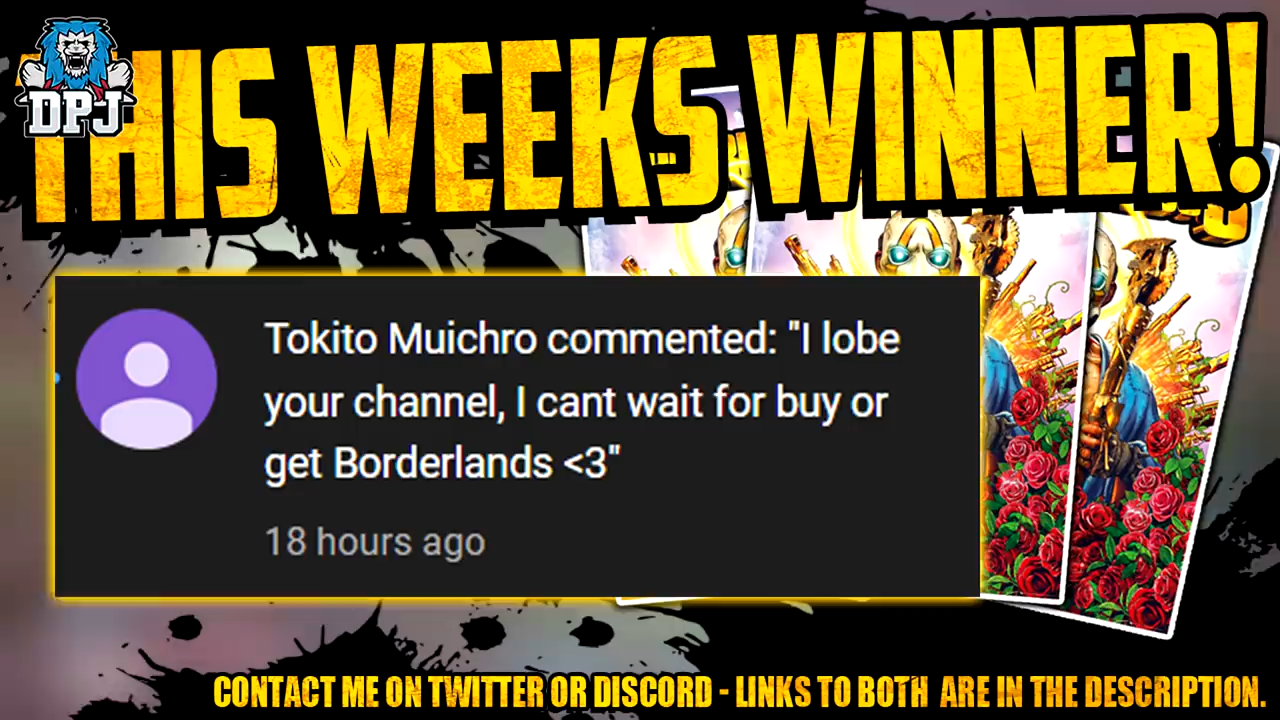 THIS WEEKS WINNER!
DPJ
Tokito Muichro commented: "I lobe
your channel, I cant wait for buy or
get Borderlands <3"
18 hours ago
CONTACT ME ON TWITTER OR DISCORD - LINKS TO BOTH ARE IN THE DESCRIPTION.